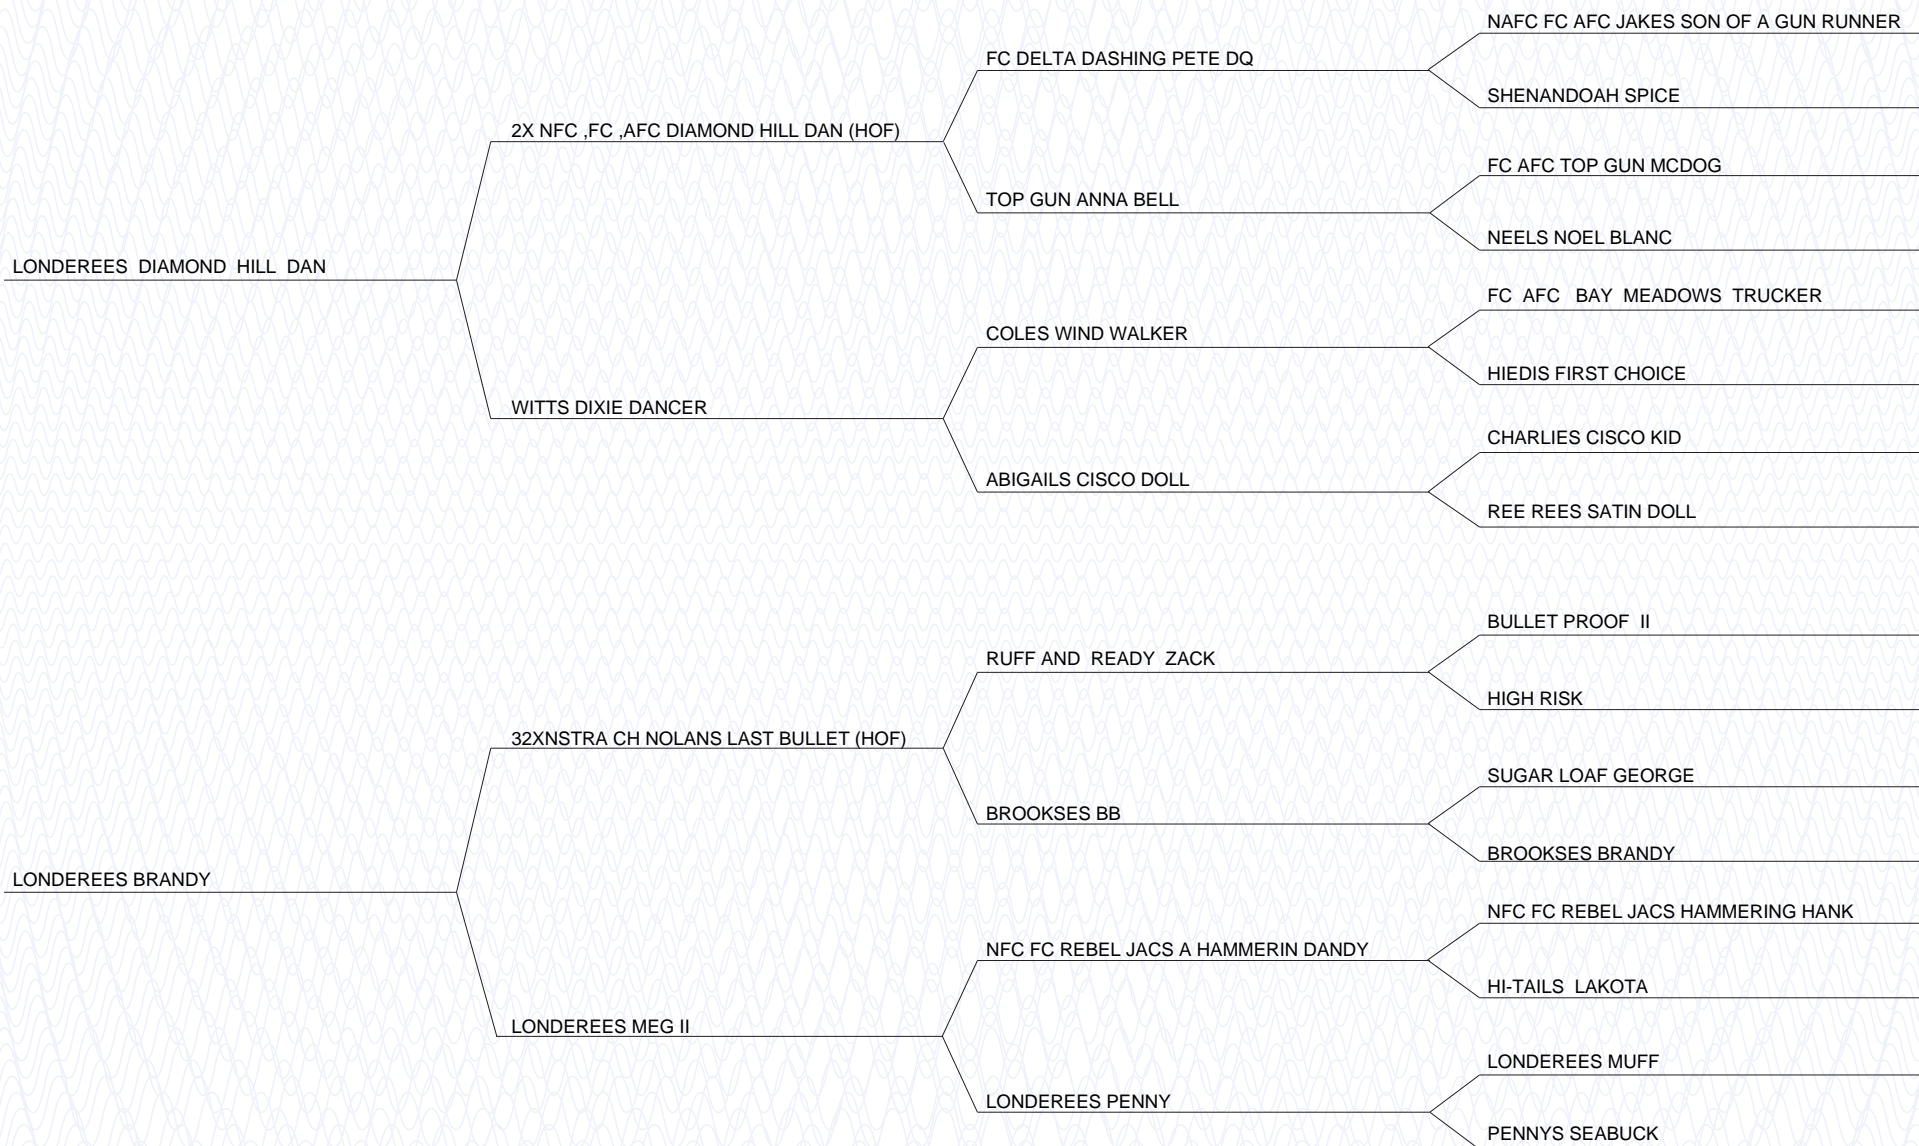 NAFC FC AFC JAKES SON OF A GUN RUNNER
FC DELTA DASHING PETE DQ
SHENANDOAH SPICE
2X NFC ,FC ,AFC DIAMOND HILL DAN (HOF)
FC AFC TOP GUN MCDOG
TOP GUN ANNA BELL
NEELS NOEL BLANC
LONDEREES  DIAMOND  HILL  DAN
FC  AFC   BAY  MEADOWS  TRUCKER
COLES WIND WALKER
HIEDIS FIRST CHOICE
WITTS DIXIE DANCER
CHARLIES CISCO KID
ABIGAILS CISCO DOLL
REE REES SATIN DOLL
BULLET PROOF  II
RUFF AND  READY  ZACK
HIGH RISK
32XNSTRA CH NOLANS LAST BULLET (HOF)
SUGAR LOAF GEORGE
BROOKSES BB
BROOKSES BRANDY
LONDEREES BRANDY
NFC FC REBEL JACS HAMMERING HANK
NFC FC REBEL JACS A HAMMERIN DANDY
HI-TAILS  LAKOTA
LONDEREES MEG II
LONDEREES MUFF
LONDEREES PENNY
PENNYS SEABUCK